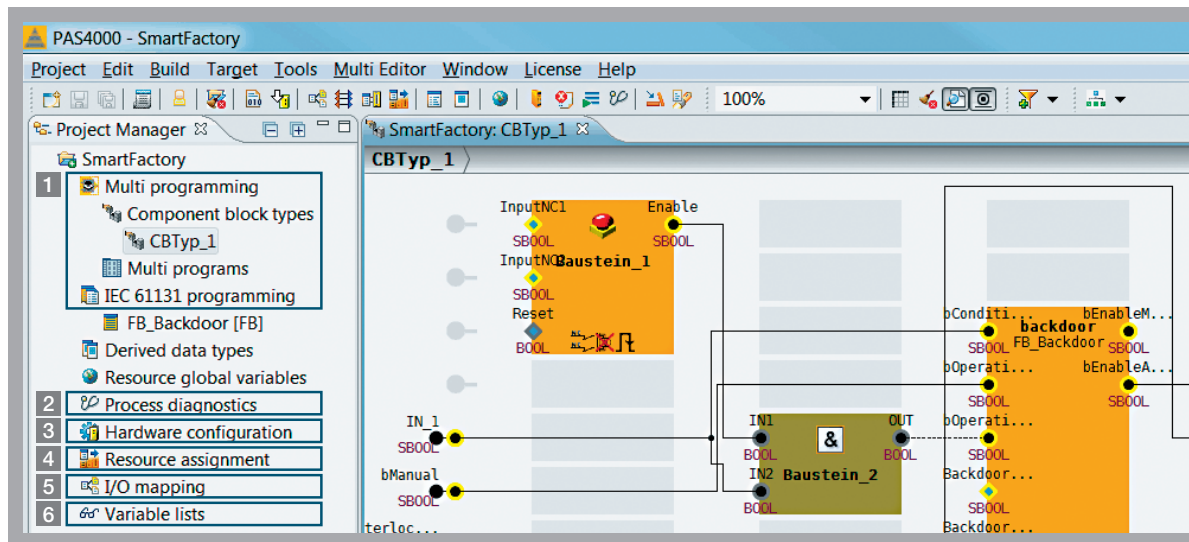 PAS4000 - SmartFactory
Project Edit Build Target Tools Multi Editor Window License Help
100%
Project Manager
SmartFactory: CBTyp_1
SmartFactory
CBTyp_1
1
Multi programming
Component block types
CBTyp_1
Multi programs
IEC 61131 programming
FB_Backdoor [FB]
Derived data types
Resource global variables
2 Process diagnostics
3 Hardware configuration
4 Resource assignment
5 I/O mapping
6 Variable lists
InputNC1 Enable
SBOOL SBOOL
Baustein_1
SBOOL
Reset
BOOL
IN_1
SBOOL
bManual
SBOOL
terloc...
IN1 OUT
&
BOOL BOOL
IN2 Baustein_2
BOOL
bConditi... bEnableM...
backdoor
SBOOL FB_Backdoor SBOOL
bOperati... bEnableA...
SBOOL SBOOL
bOperati...
SBOOL
Backdoor...
SBOOL
Backdoor...